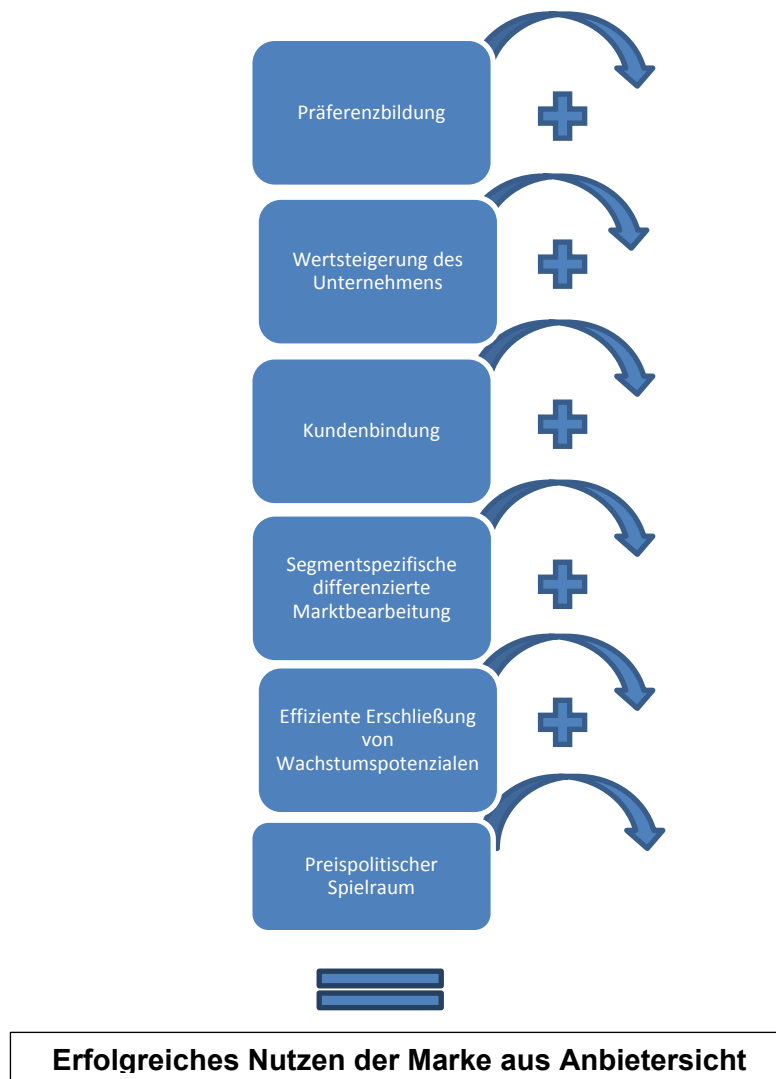 Präferenzbildung
Wertsteigerung des
Unternehmens
Kundenbindung
Segmentspezifische
differenzierte
Marktbearbeitung
Effiziente Erschließung
von
Wachstumspotenzialen
Preispolitischer
Spielraum
Erfolgreiches Nutzen der Marke aus Anbietersicht